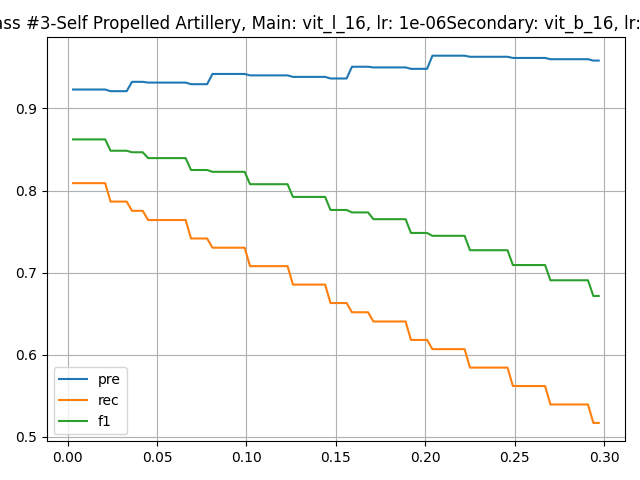 ass #3-Self Propelled Artillery, Main: vit_l_16, lr: 1e-06Secondary: vit_b_16, lr:
0.9
0.8
0.7
0.6
0.5
pre
rec
f1
0.00 0.05 0.10 0.15 0.20 0.25 0.30